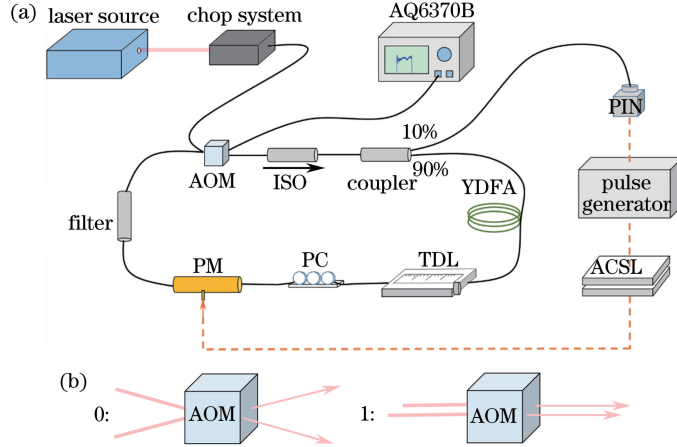 (a)
laser source
chop system
AQ6370B
PIN
10%
90%
AOM
ISO
coupler
YDFA
pulse
generator
filter
PM
PC
TDL
ACSL
(b)
0:
AOM
1:
AOM